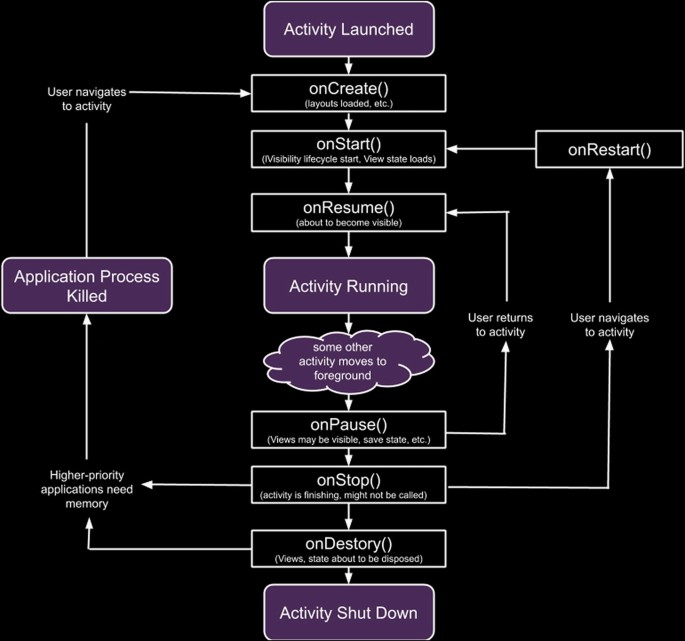 Activity Launched
User navigates
to activity
onCreate()
(layouts loaded, etc.)
onStart()
(IVisibility lifecycle start, View state loads)
onRestart()
onResume()
(about to become visible)
Application Process
Killed
Activity Running
User returns
to activity
User navigates
to activity
some other
activity moves to
foreground
onPause()
(Views may be visible, save state, etc.)
Higher-priority
applications need
memory
onStop()
(activity is finishing, might not be called)
onDestory()
(Views, state about to be disposed)
Activity Shut Down